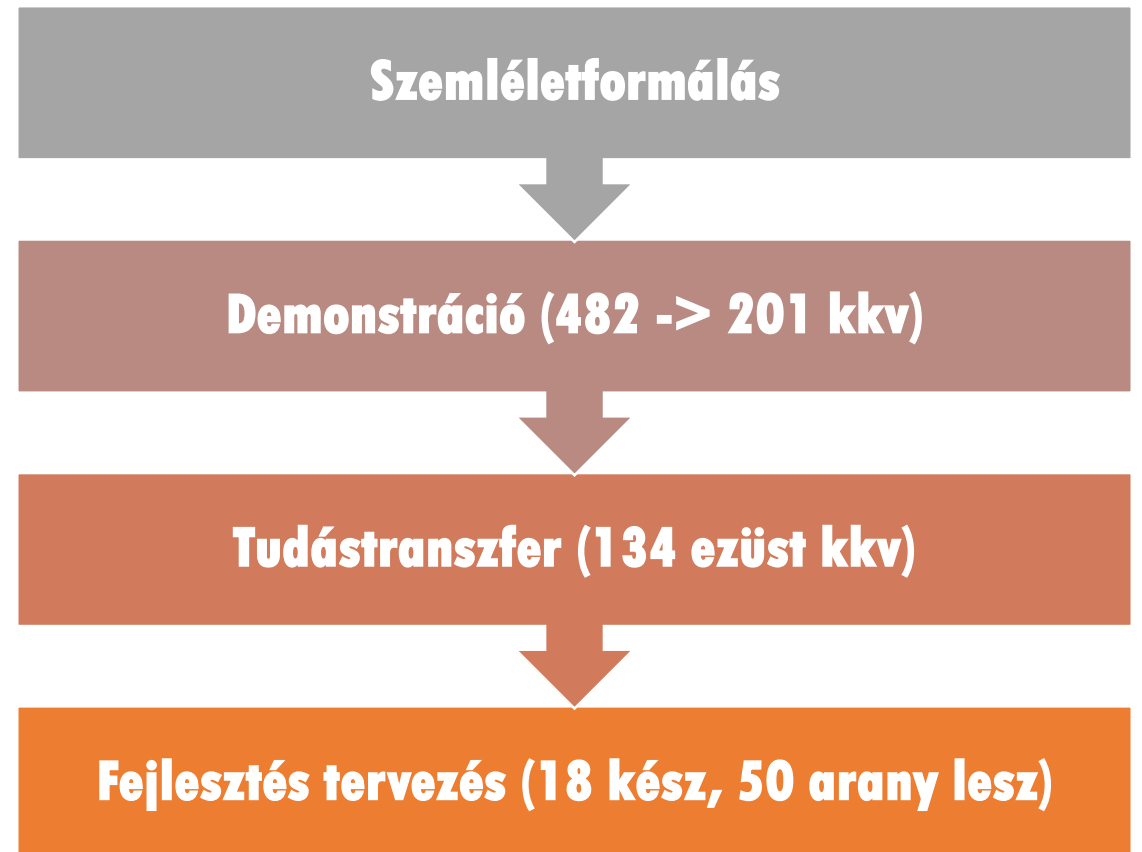 Szemléletformálás
Demonstráció (482 -> 201 kkv)
Tudástranszfer (134 ezüst kkv)
Fejlesztés tervezés (18 kész, 50 arany lesz)